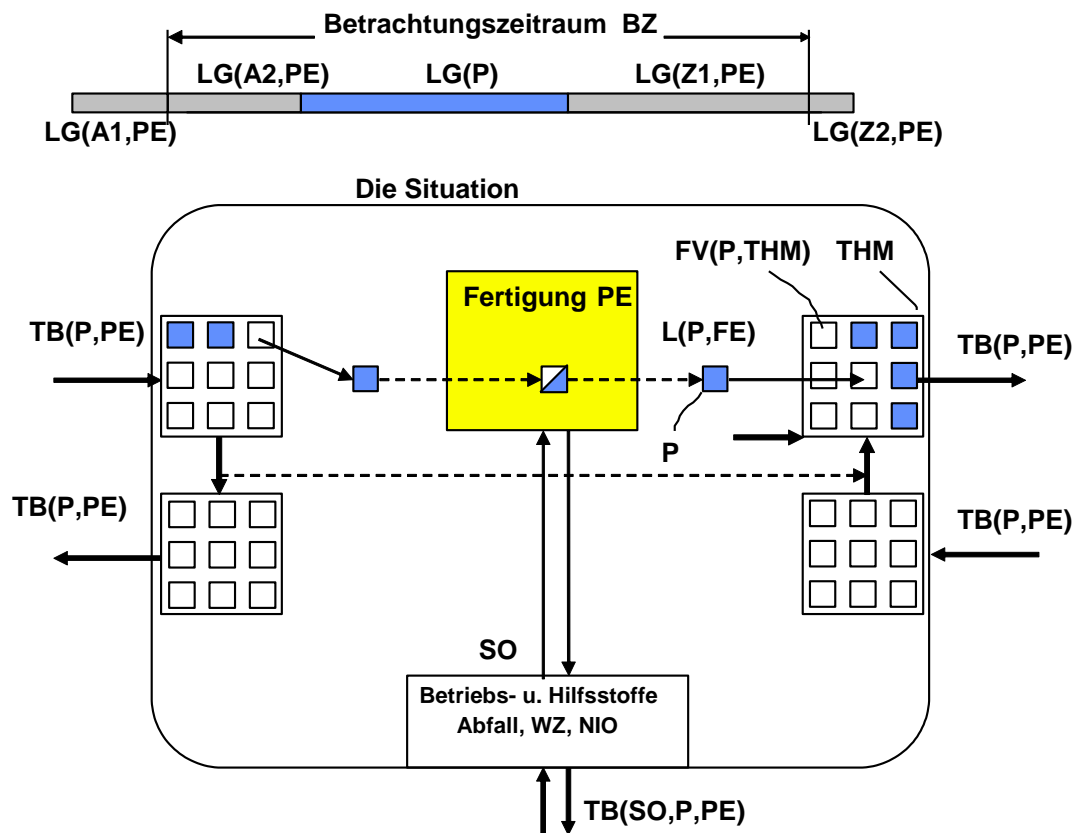 Betrachtungszeitraum BZ
LG(A2,PE) LG(P) LG(Z1,PE)
LG(A1,PE) LG(Z2,PE)
Die Situation
FV(P,THM) THM
Fertigung PE
TB(P,PE) L(P,FE) TB(P,PE)
P
TB(P,PE) TB(P,PE)
SO
Betriebs- u. Hilfsstoffe
Abfall, WZ, NIO
TB(SO,P,PE)